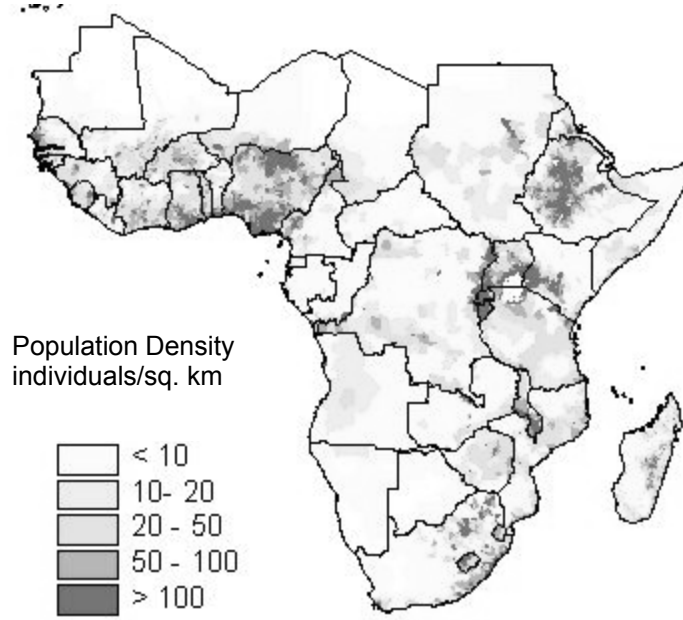 Population Density
individuals/sq. km
< 10
10- 20
20 - 50
50 - 100
> 100